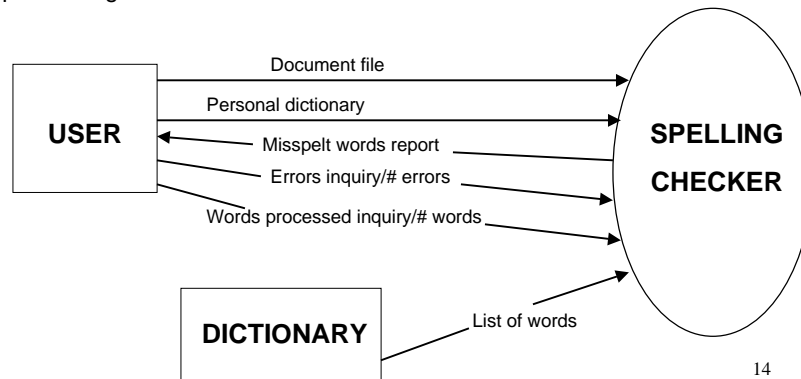 Document file
Personal dictionary
USER
Misspelt words report
SPELLING
CHECKER
Errors inquiry/# errors
Words processed inquiry/# words
DICTIONARY
List of words
14